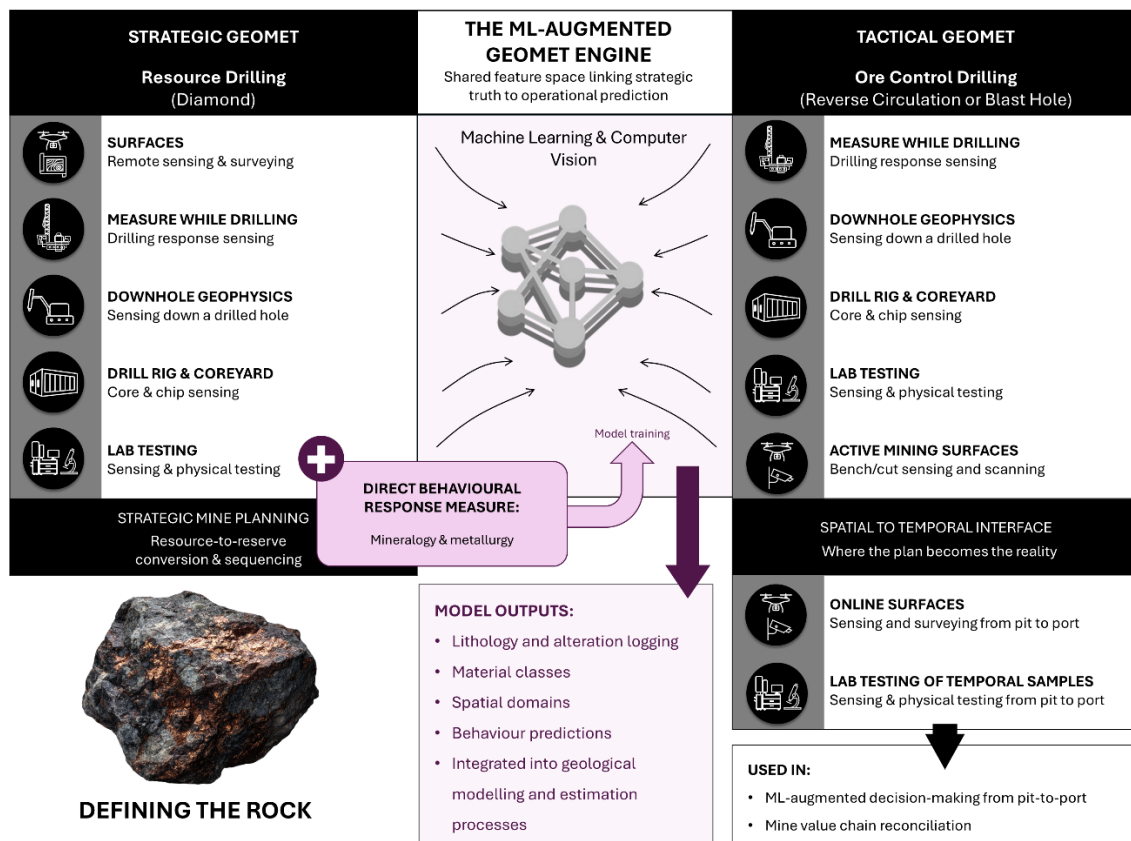 STRATEGIC GEOMET
Resource Drilling
(Diamond)
SURFACES
Remote sensing & surveying
MEASURE WHILE DRILLING
Drilling response sensing
DOWNHOLE GEOPHYSICS
Sensing down a drilled hole
DRILL RIG & COREYARD
Core & chip sensing
LAB TESTING
Sensing & physical testing
STRATEGIC MINE PLANNING
Resource-to-reserve
conversion & sequencing
DEFINING THE ROCK
THE ML-AUGMENTED
GEOMET ENGINE
Shared feature space linking strategic
truth to operational prediction
Machine Learning & Computer
Vision
Model training
DIRECT BEHAVIOURAL
RESPONSE MEASURE:
Mineralogy & metallurgy
MODEL OUTPUTS:
• Lithology and alteration logging
• Material classes
• Spatial domains
• Behaviour predictions
• Integrated into geological
modelling and estimation
processes
TACTICAL GEOMET
Ore Control Drilling
(Reverse Circulation or Blast Hole)
MEASURE WHILE DRILLING
Drilling response sensing
DOWNHOLE GEOPHYSICS
Sensing down a drilled hole
DRILL RIG & COREYARD
Core & chip sensing
LAB TESTING
Sensing & physical testing
ACTIVE MINING SURFACES
Bench/cut sensing and scanning
SPATIAL TO TEMPORAL INTERFACE
Where the plan becomes the reality
ONLINE SURFACES
Sensing and surveying from pit to port
LAB TESTING OF TEMPORAL SAMPLES
Sensing & physical testing from pit to port
USED IN:
• ML-augmented decision-making from pit-to-port
• Mine value chain reconciliation